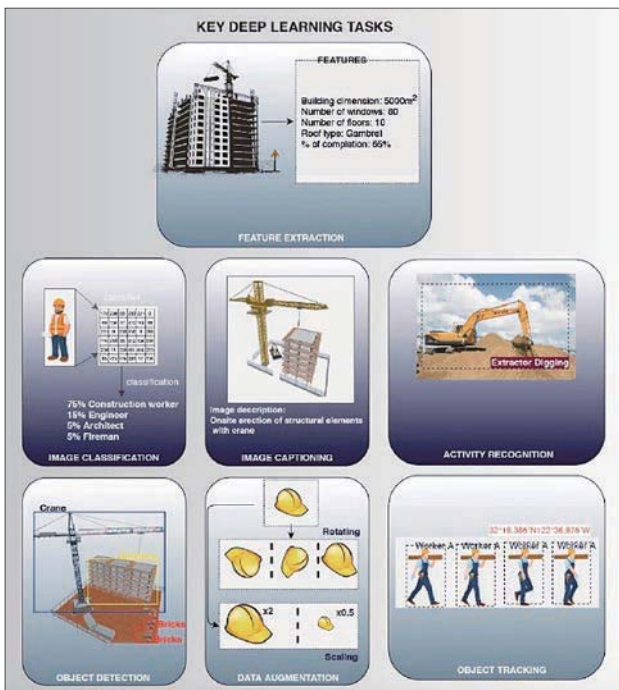 KEY DEEP LEARNING TASKS
FEATURES
Building dimension: 5000m²
Number of windows: 80
Number of floors: 10
Roof type: Gambrel
% of completion: 65%
FEATURE EXTRACTION
classification
75% Construction worker
15% Engineer
5% Architect
5% Fireman
IMAGE CLASSIFICATION
Image description:
Onsite erection of structural elements
with crane
IMAGE CAPTIONING
Extractor Digging
ACTIVITY RECOGNITION
Crane
Bricks
Bricks
OBJECT DETECTION
Rotating
x2
x0.5
Scaling
DATA AUGMENTATION
Worker A
Worker A
Worker A
Worker A
OBJECT TRACKING